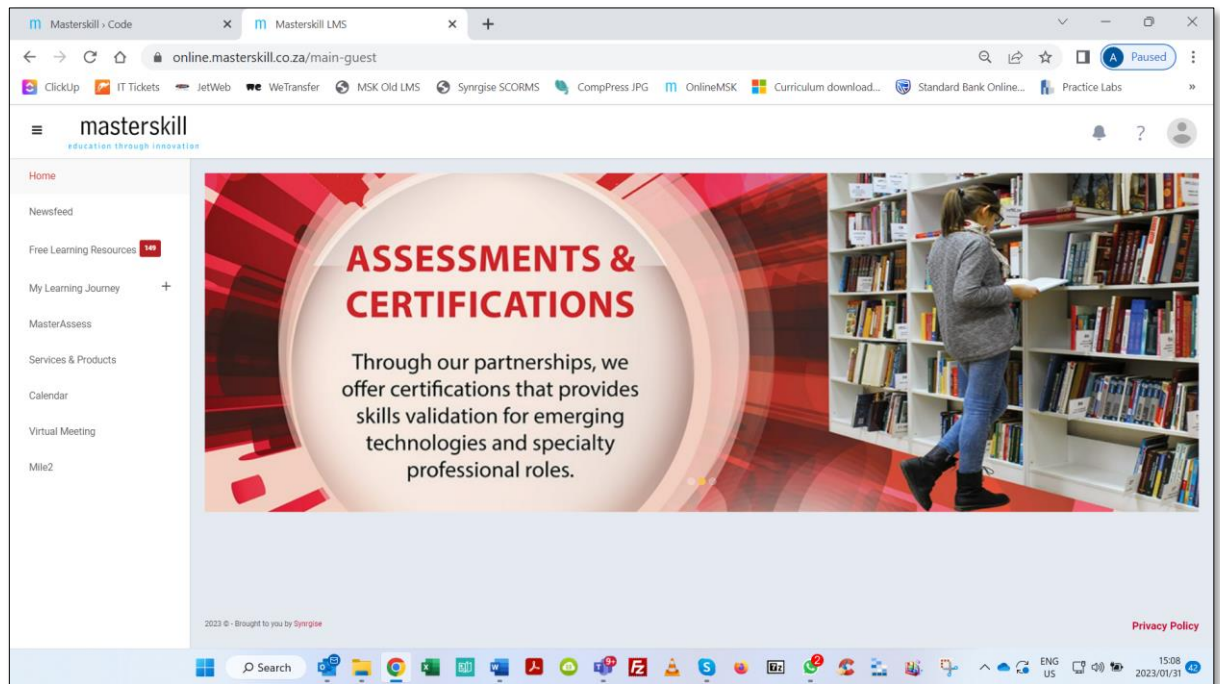 Masterskill › Code
Masterskill LMS
online.masterskill.co.za/main-guest
A Paused
ClickUp
IT Tickets
JetWeb
WeTransfer
MSK Old LMS
Synrgise SCORMS
CompPress JPG
OnlineMSK
Curriculum download...
Standard Bank Online...
Practice Labs
»
masterskill
education through innovation
Home
Newsfeed
Free Learning Resources 149
My Learning Journey +
MasterAssess
Services & Products
Calendar
Virtual Meeting
Mile2
ASSESSMENTS &
CERTIFICATIONS
Through our partnerships, we
offer certifications that provides
skills validation for emerging
technologies and specialty
professional roles.
2023 © - Brought to you by Synrgise
Privacy Policy
Search
ENG
US
15:08
2023/01/31
42